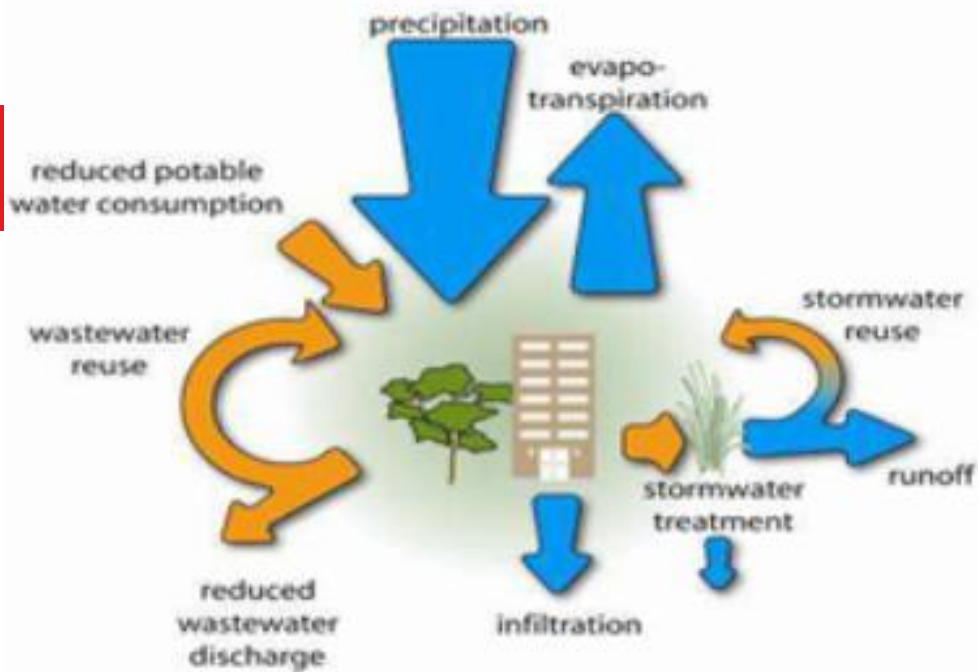 precipitation
evapo-
transpiration
reduced potable
water consumption
wastewater
reuse
stormwater
reuse
runoff
stormwater
treatment
infiltration
reduced
wastewater
discharge